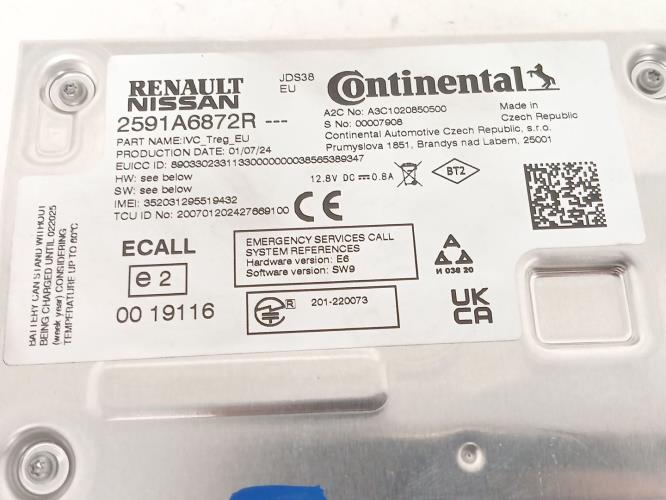 RENAULT
NISSAN
JDS38
EU
Continental
2591A6872R ---
A2C No: A3C1020850500
S No: 00007908
Made in
Czech Republic
Continental Automotive Czech Republic, s.r.o.
Prumyslova 1851, Brandys nad Labem, 25001
PART NAME:IVC_Treg_EU
PRODUCTION DATE: 01/07/24
EUICC ID: 89033023311330000000038565389347
HW: see below
SW: see below
12.8V DC 0.8A
BT2
IMEI: 352031295519432
TCU ID No: 200701202427669100
CE
ECALL
e2
00 19116
EMERGENCY SERVICES CALL
SYSTEM REFERENCES
Hardware version: E6
Software version: SW9
R 201-220073
И 036 20
UK
CA
BATTERY CAN STAND WITHOUT
BEING CHARGED UNTIL 022025
(week year) CONSIDERING
TEMPERATURE UP TO 60°C